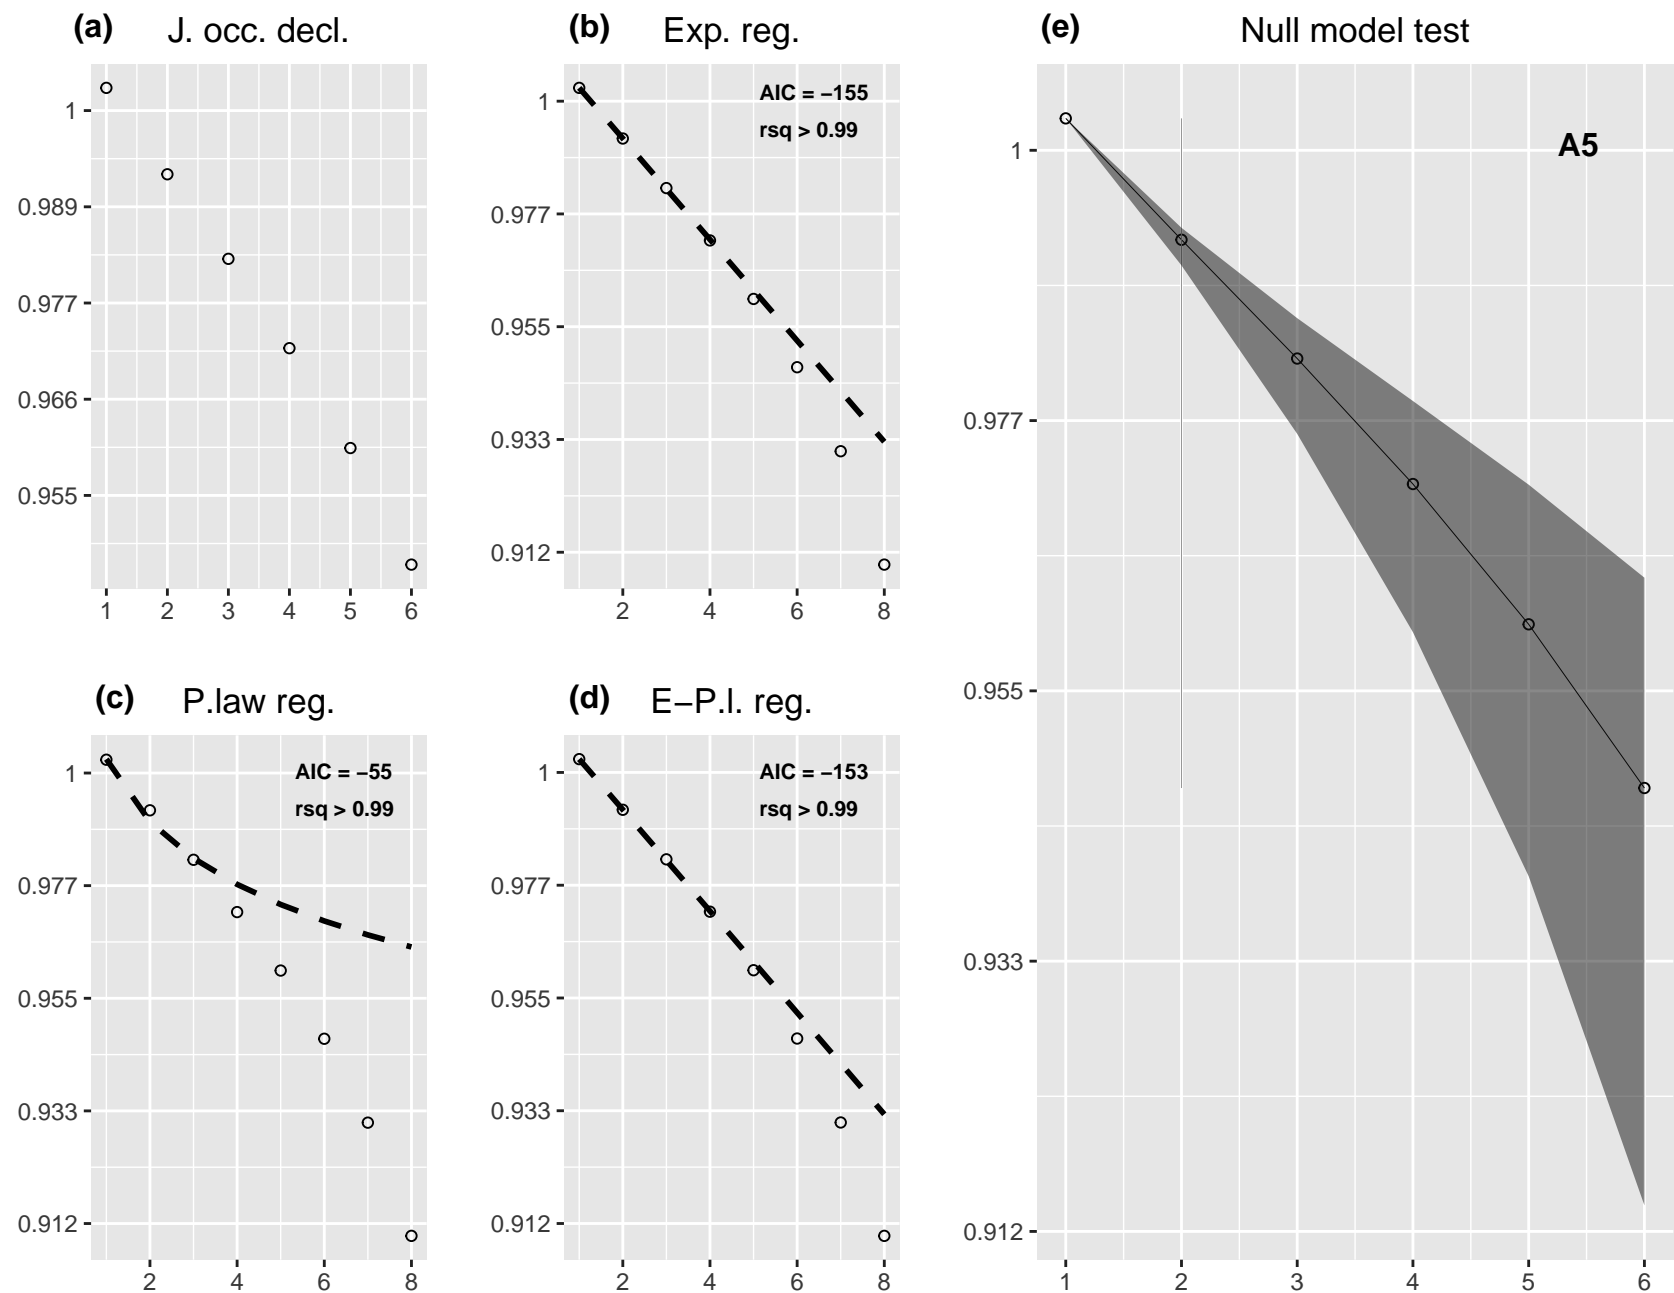 (a) J. occ. decl.
1
0.989
0.977
0.966
0.955
1 2 3 4 5 6
(b) Exp. reg.
AIC = −155
rsq > 0.99
1
0.977
0.955
0.933
0.912
2 4 6 8
(c) P.law reg.
AIC = −55
rsq > 0.99
1
0.977
0.955
0.933
0.912
2 4 6 8
(d) E−P.l. reg.
AIC = −153
rsq > 0.99
1
0.977
0.955
0.933
0.912
2 4 6 8
(e) Null model test
A5
1
0.977
0.955
0.933
0.912
1 2 3 4 5 6